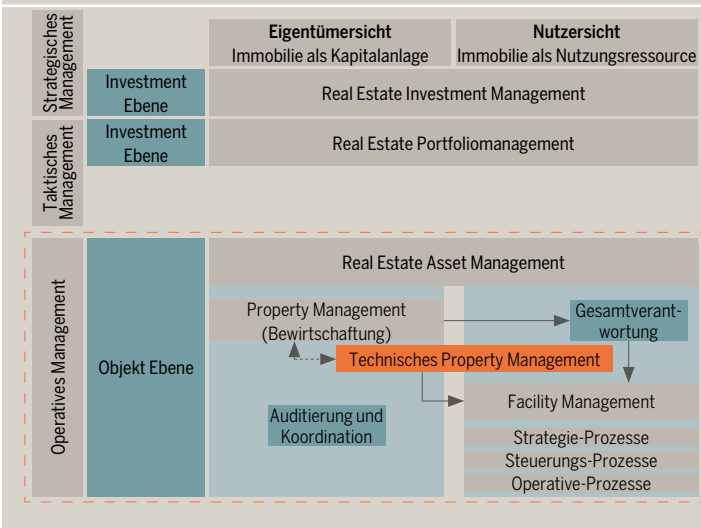 Eigentümersicht
Immobilie als Kapitalanlage
Nutzersicht
Immobilie als Nutzungsressource
Strategisches
Management
Investment
Ebene
Real Estate Investment Management
Taktisches
Management
Investment
Ebene
Real Estate Portfoliomanagement
Operatives Management
Objekt Ebene
Real Estate Asset Management
Property Management
(Bewirtschaftung)
Gesamtverant-
wortung
Technisches Property Management
Auditierung und
Koordination
Facility Management
Strategie-Prozesse
Steuerungs-Prozesse
Operative-Prozesse